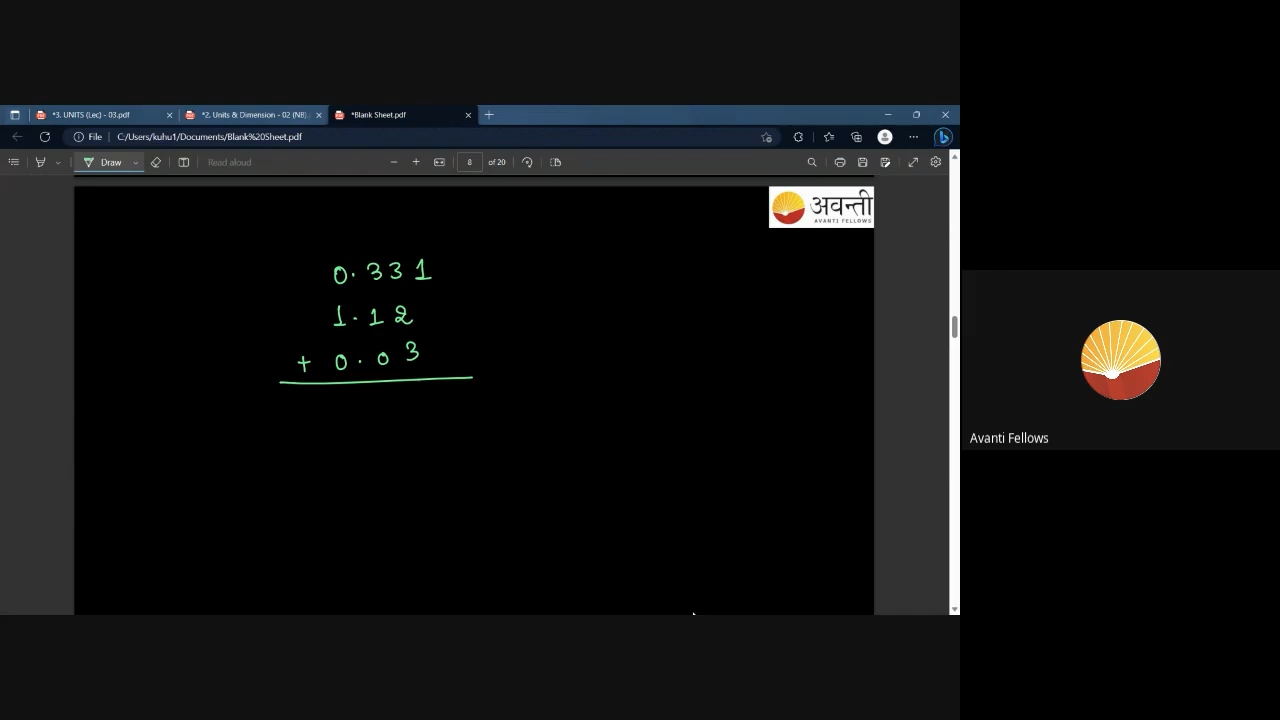 *3. UNITS (Lec) - 03.pdf
*2. Units & Dimension - 02 (NB).
*Blank Sheet.pdf
File
C:/Users/kuhu1/Documents/Blank%20Sheet.pdf
Draw
Read aloud
8
of 20
अवन्ती
AVANTI FELLOWS
0.331
1.12
+ 0.03
Avanti Fellows